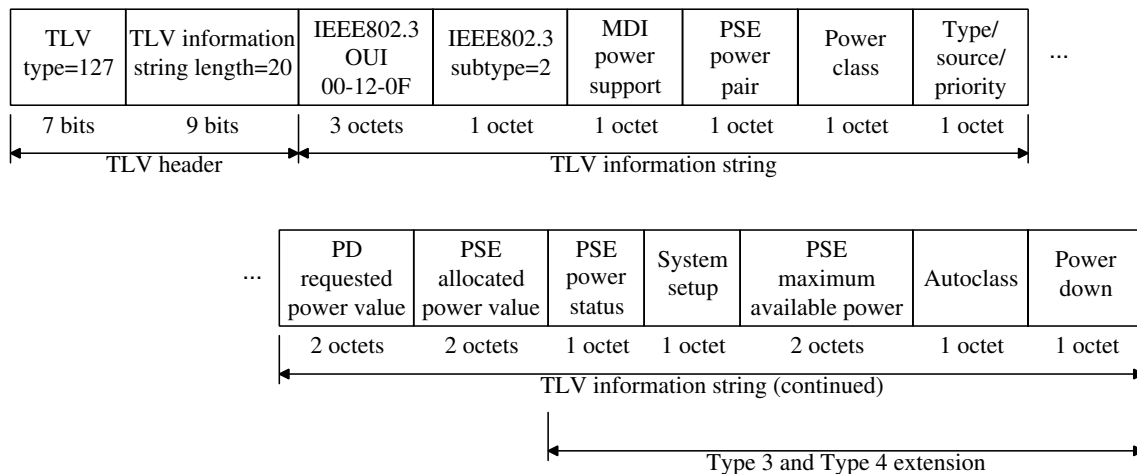 TLV
type=127
TLV information
string length=20
IEEE802.3
OUI
00-12-0F
IEEE802.3
subtype=2
MDI
power
support
PSE
power
pair
Power
class
Type/
source/
priority
...
7 bits
9 bits
3 octets
1 octet
1 octet
1 octet
1 octet
1 octet
TLV header
TLV information string
...
PD
requested
power value
PSE
allocated
power value
PSE
power
status
System
setup
PSE
maximum
available power
Autoclass
Power
down
2 octets
2 octets
1 octet
1 octet
2 octets
1 octet
1 octet
TLV information string (continued)
Type 3 and Type 4 extension